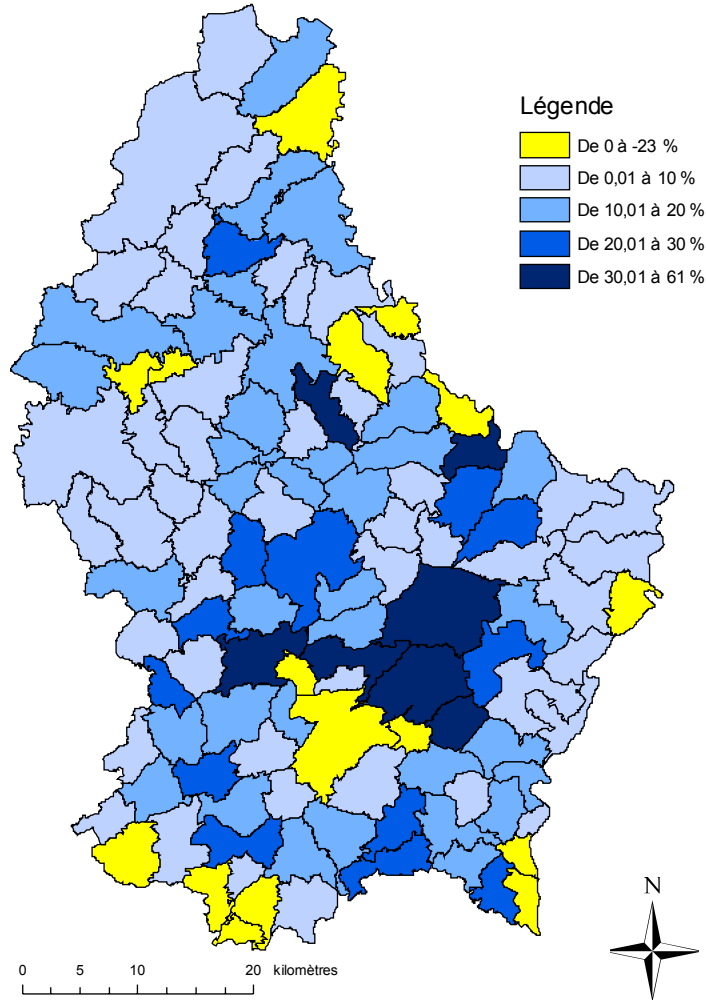 Légende
De 0 à -23 %
De 0,01 à 10 %
De 10,01 à 20 %
De 20,01 à 30 %
De 30,01 à 61 %
N
0 5 10 20 kilomètres